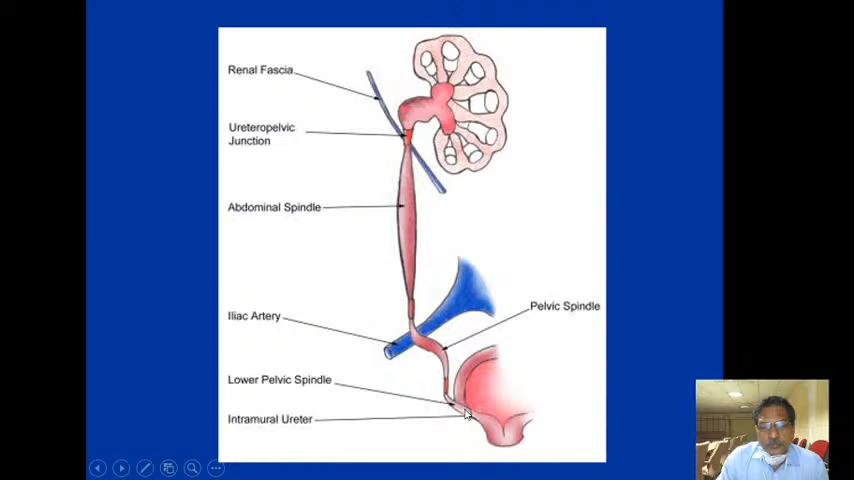 Renal Fascia
Ureteropelvic
Junction
Abdominal Spindle
Iliac Artery
Pelvic Spindle
Lower Pelvic Spindle
Intramural Ureter